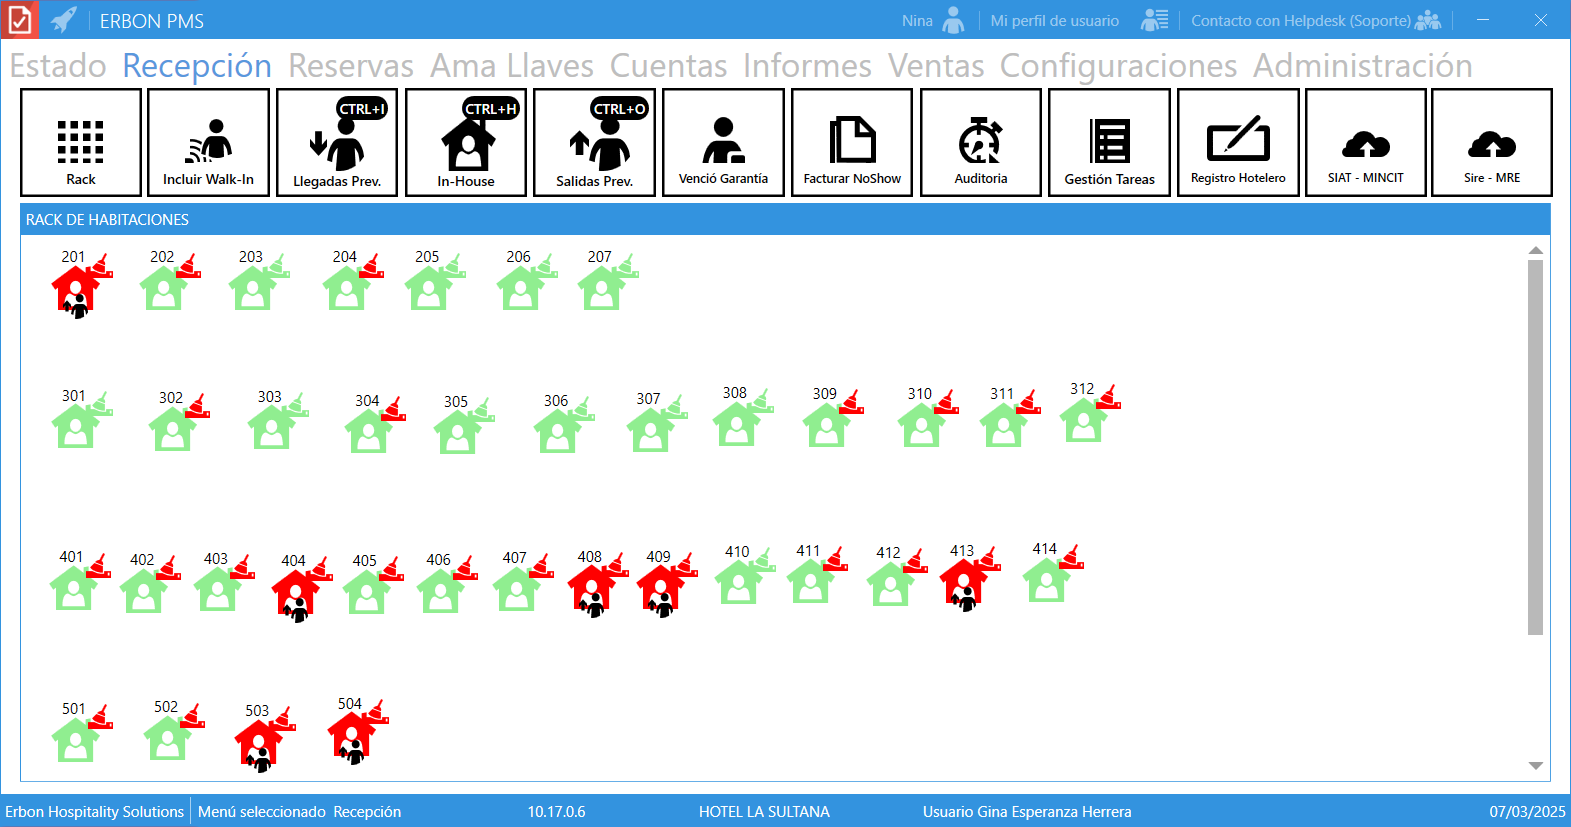 ERBON PMS
Nina
Mi perfil de usuario
Contacto con Helpdesk (Soporte)
Estado Recepción Reservas Ama Llaves Cuentas Informes Ventas Configuraciones Administración
CTRL+I CTRL+H CTRL+O
Rack Incluir Walk-In Llegadas Prev. In-House Salidas Prev. Venció Garantía Facturar NoShow Auditoria Gestión Tareas Registro Hotelero SIAT - MINCIT Sire - MRE
RACK DE HABITACIONES
201 202 203 204 205 206 207
301 302 303 304 305 306 307 308 309 310 311 312
401 402 403 404 405 406 407 408 409 410 411 412 413 414
501 502 503 504
Erbon Hospitality Solutions Menú seleccionado Recepción 10.17.0.6 HOTEL LA SULTANA Usuario Gina Esperanza Herrera 07/03/2025